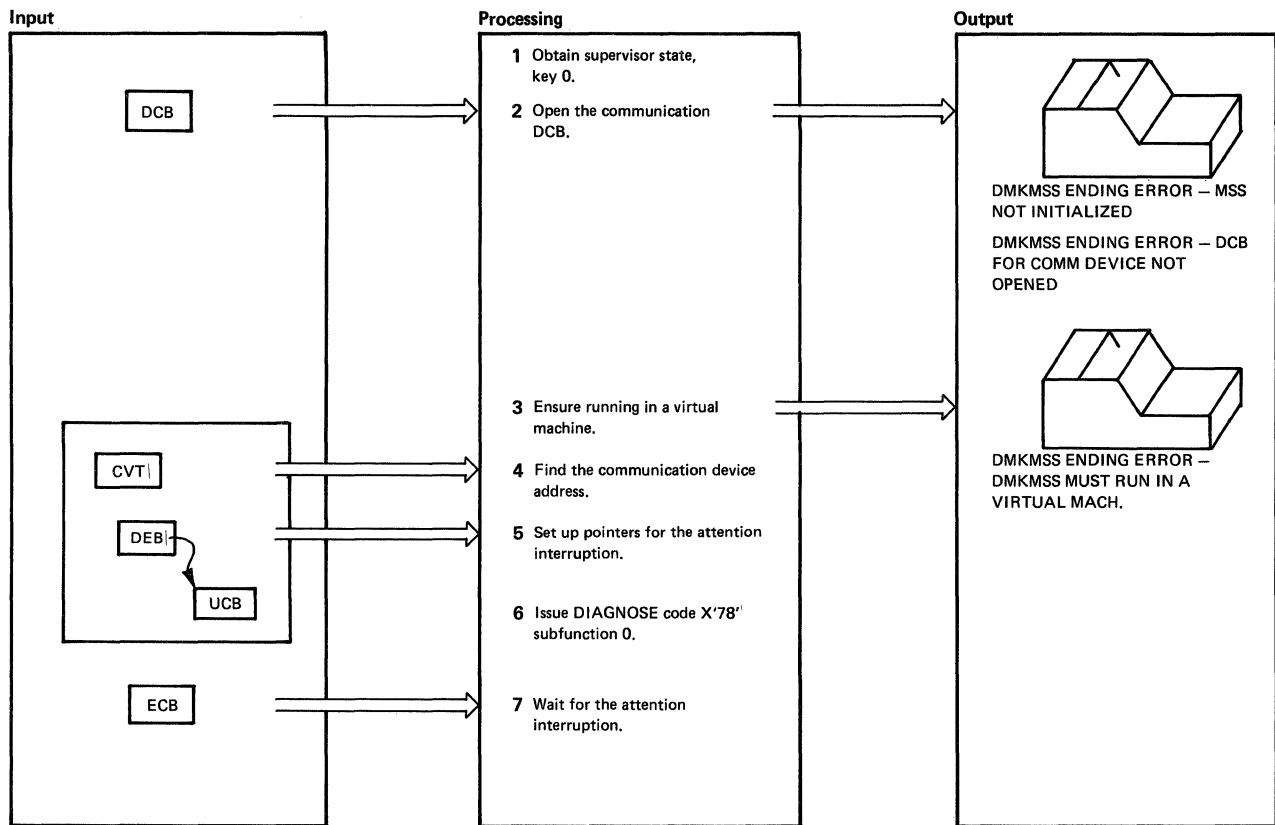 Input
DCB
CVT
DEB
UCB
ECB
Processing
1 Obtain supervisor state,
key 0.
2 Open the communication
DCB.
3 Ensure running in a virtual
machine.
4 Find the communication device
address.
5 Set up pointers for the attention
interruption.
6 Issue DIAGNOSE code X'78'
subfunction 0.
7 Wait for the attention
interruption.
Output
DMKMSS ENDING ERROR — MSS
NOT INITIALIZED
DMKMSS ENDING ERROR — DCB
FOR COMM DEVICE NOT
OPENED
DMKMSS ENDING ERROR —
DMKMSS MUST RUN IN A
VIRTUAL MACH.